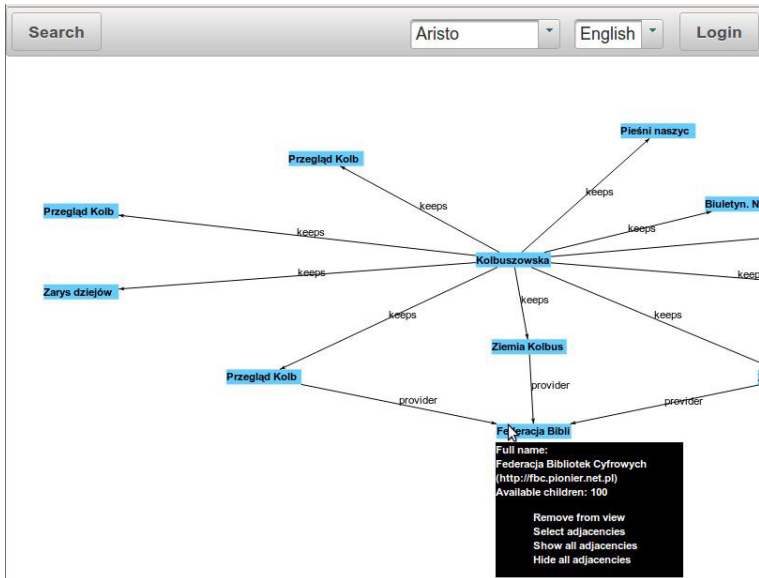 Search
Aristo
English
Login
Pieśni naszyc
Przegląd Kolb
keeps
Biuletyn. N
Przegląd Kolb
keeps
keeps
keeps
Kolbuszowska
keeps
Zarys dziejów
keeps
keeps
keeps
Ziemia Kolbus
Przegląd Kolb
provider
provider
provider
Federacja Bibli
Full name:
Federacja Bibliotek Cyfrowych
(http://fbc.pionier.net.pl)
Available children: 100
Remove from view
Select adjacencies
Show all adjacencies
Hide all adjacencies